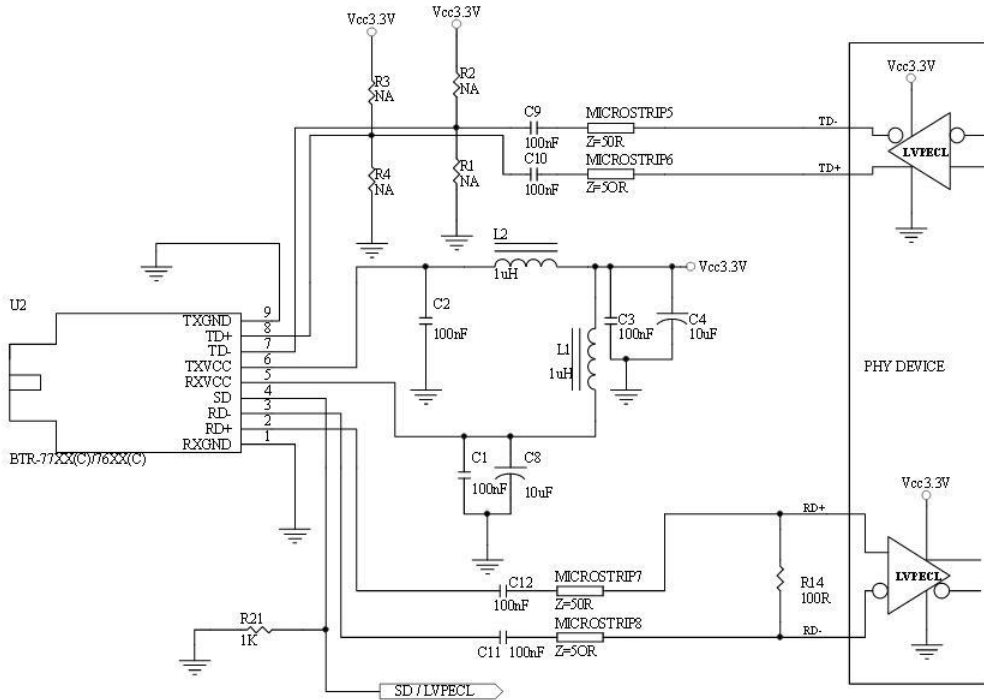 Vcc3.3V
Vcc3.3V
R3
NA
R2
NA
C9
100nF
MICROSTRIP5
Z=50R
C10
100nF
MICROSTRIP6
Z=5OR
R4
NA
R1
NA
TD-
TD+
Vcc3.3V
LVPECL
L2
1uH
Vcc3.3V
C2
100nF
C3
100nF
C4
10uF
L1
1uH
PHY DEVICE
U2
TXGND 9
TD+ 8
TD- 7
TXVCC 6
RXVCC 5
SD 4
RD- 3
RD+ 2
RXGND 1
BTR-77XX(C)/76XX(C)
C1
100nF
C8
10uF
Vcc3.3V
RD+
LVPECL
R14
100R
C12
100nF
MICROSTRIP7
Z=50R
MICROSTRIP8
Z=5OR
C11 100nF
RD-
R21
1K
SD / LVPECL